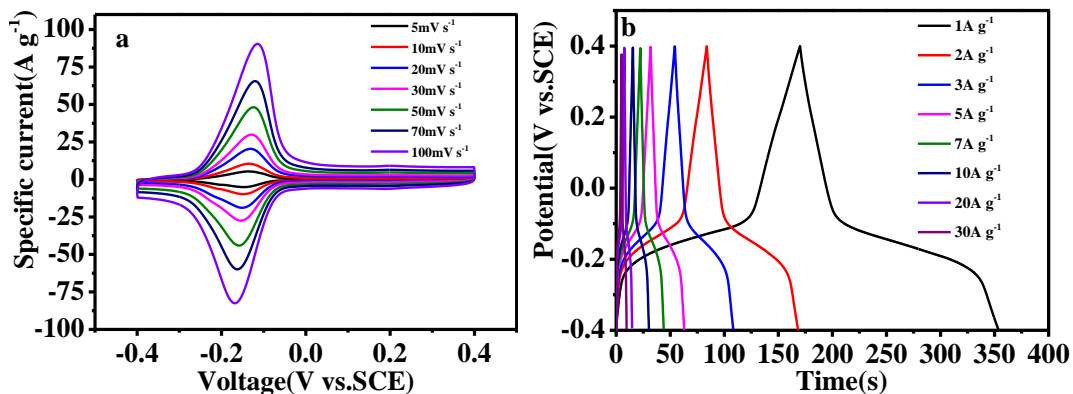 a
5mV s⁻¹
10mV s⁻¹
20mV s⁻¹
30mV s⁻¹
50mV s⁻¹
70mV s⁻¹
100mV s⁻¹
Specific current(A g⁻¹)
100
75
50
25
0
-25
-50
-75
-100
-0.4
-0.2
0.0
0.2
0.4
Voltage(V vs.SCE)
b
1A g⁻¹
2A g⁻¹
3A g⁻¹
5A g⁻¹
7A g⁻¹
10A g⁻¹
20A g⁻¹
30A g⁻¹
Potential(V vs.SCE)
0.4
0.2
0.0
-0.2
-0.4
0
50
100
150
200
250
300
350
400
Time(s)